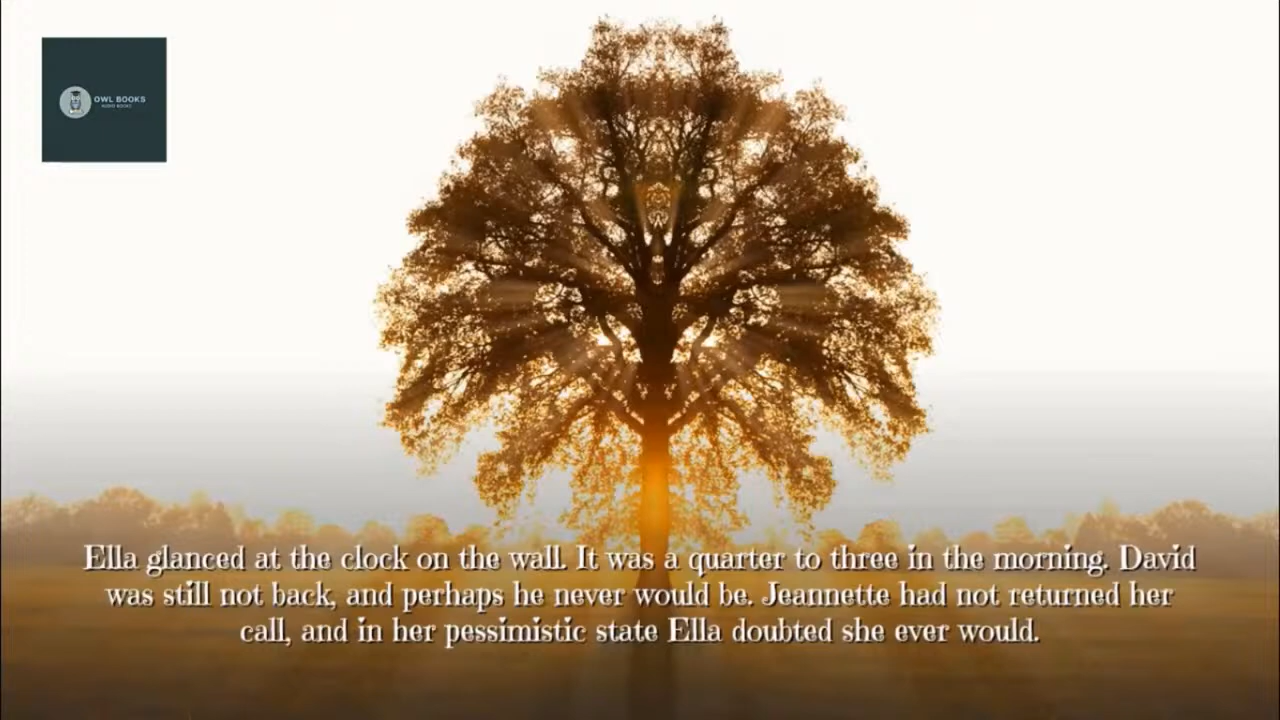 OWL BOOKS
AUDIO BOOKS
Ella glanced at the clock on the wall. It was a quarter to three in the morning. David
was still not back, and perhaps he never would be. Jeannette had not returned her
call, and in her pessimistic state Ella doubted she ever would.